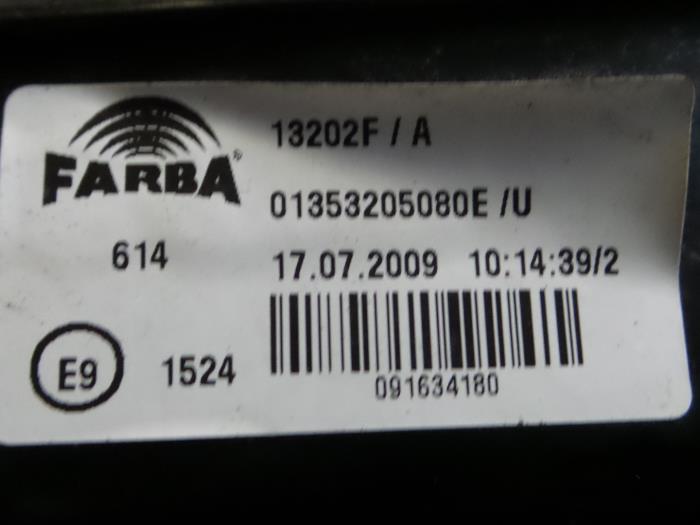 FARBA
13202F / A
01353205080E /U
614
17.07.2009 10:14:39/2
E9
1524
091634180